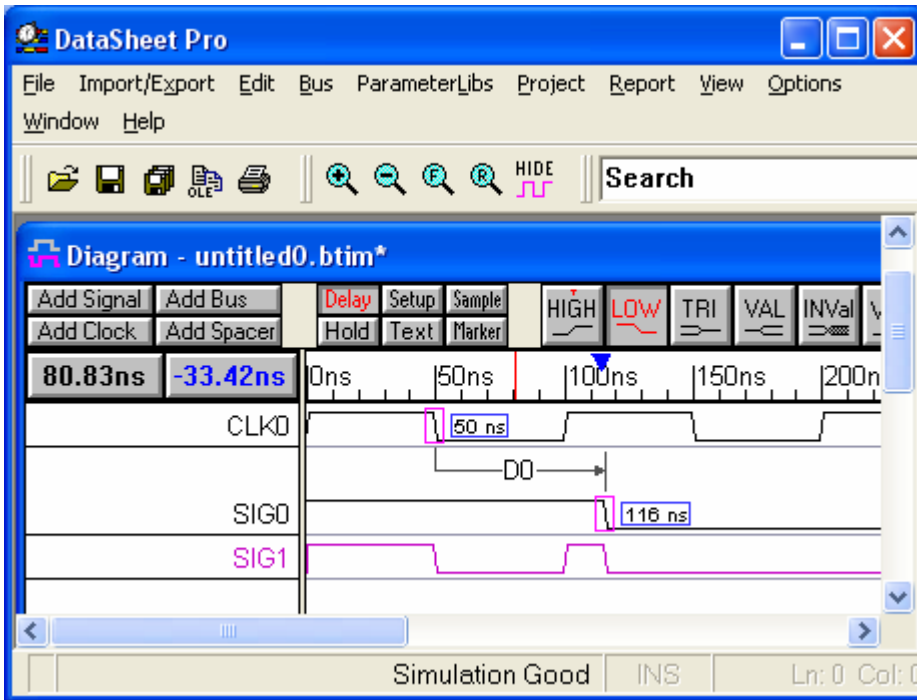 DataSheet Pro
File Import/Export Edit Bus ParameterLibs Project Report View Options
Window Help
OLE F R HIDE Search
Diagram - untitled0.btim*
Add Signal Add Bus Delay Setup Sample HIGH LOW TRI VAL INVal V
Add Clock Add Spacer Hold Text Marker
80.83ns -33.42ns 0ns 50ns 100ns 150ns 200n
CLK0 50 ns
D0
SIG0 116 ns
SIG1
Simulation Good INS Ln: 0 Col: 0